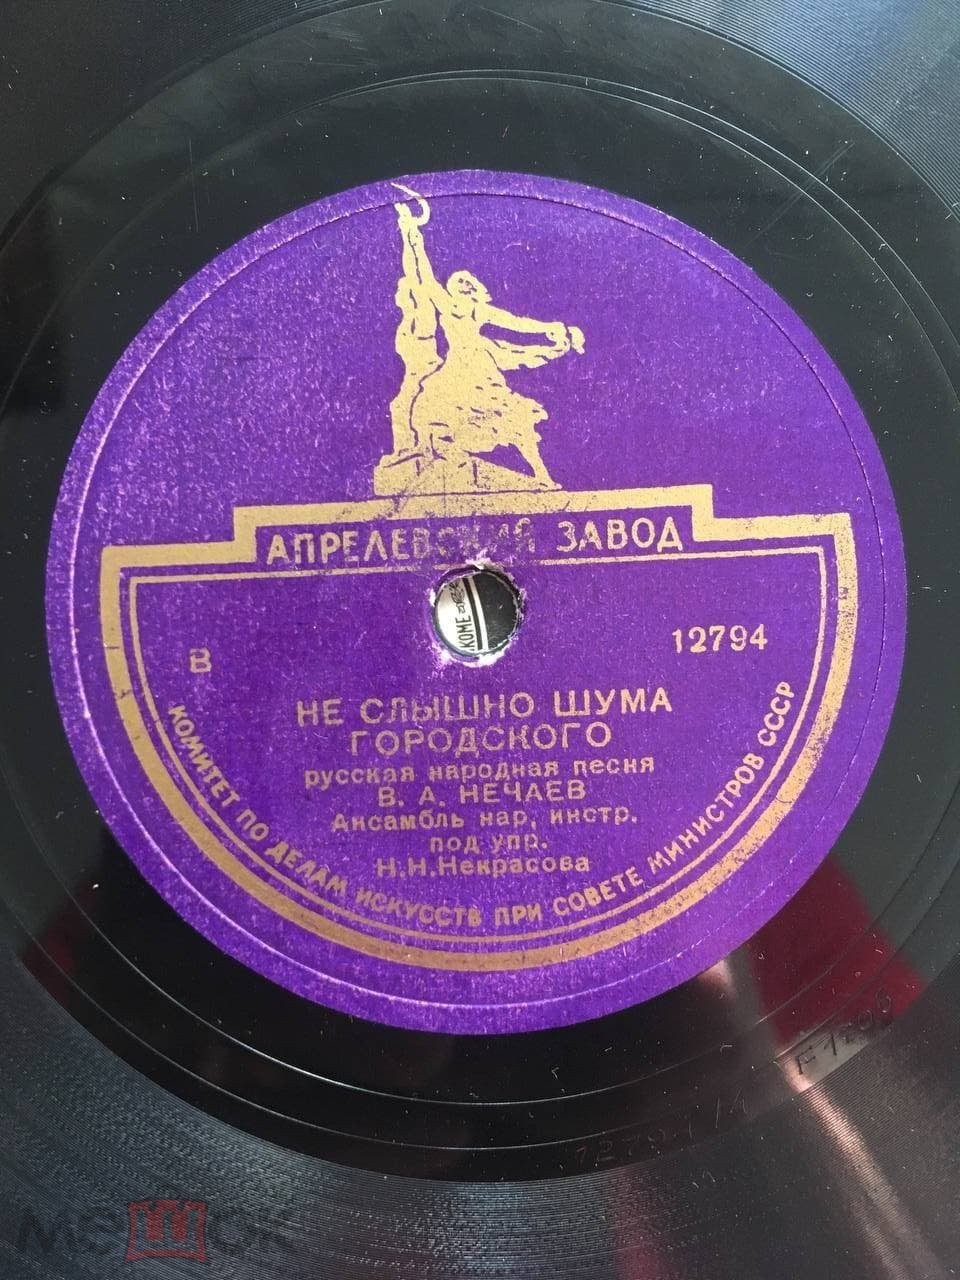 АПРЕЛЕВСКИЙ ЗАВОД
В
12794
НЕ СЛЫШНО ШУМА
ГОРОДСКОГО
русская народная песня
В. А. НЕЧАЕВ
Ансамбль нар. инстр.
под упр.
Н.Н.Некрасова
КОМИТЕТ ПО ДЕЛАМ ИСКУССТВ ПРИ СОВЕТЕ МИНИСТРОВ СССР
мешок